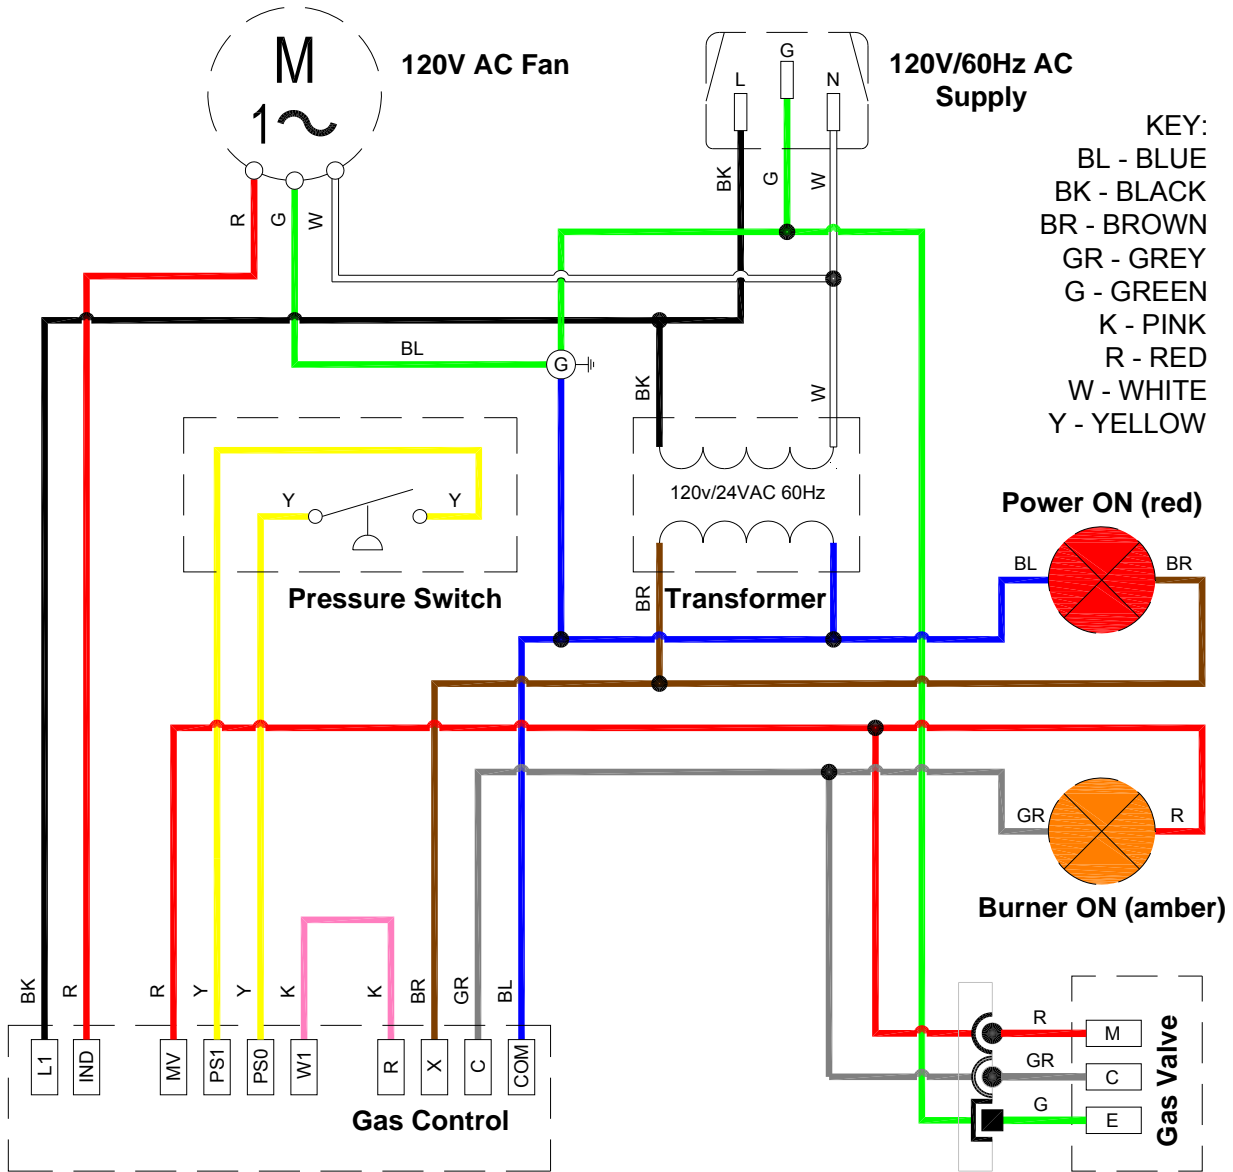 M
1
120V AC Fan
L
G
N
120V/60Hz AC
Supply
KEY:
BL - BLUE
BK - BLACK
BR - BROWN
GR - GREY
G - GREEN
K - PINK
R - RED
W - WHITE
Y - YELLOW
R
G
W
BK
G
W
BL
G
BK
W
Y
Y
Pressure Switch
120v/24VAC 60Hz
BR
Transformer
Power ON (red)
BL
BR
GR
R
Burner ON (amber)
BK
R
R
Y
Y
K
K
BR
GR
BL
L1
IND
MV
PS1
PS0
W1
R
X
C
COM
Gas Control
R
M
GR
C
G
E
Gas Valve